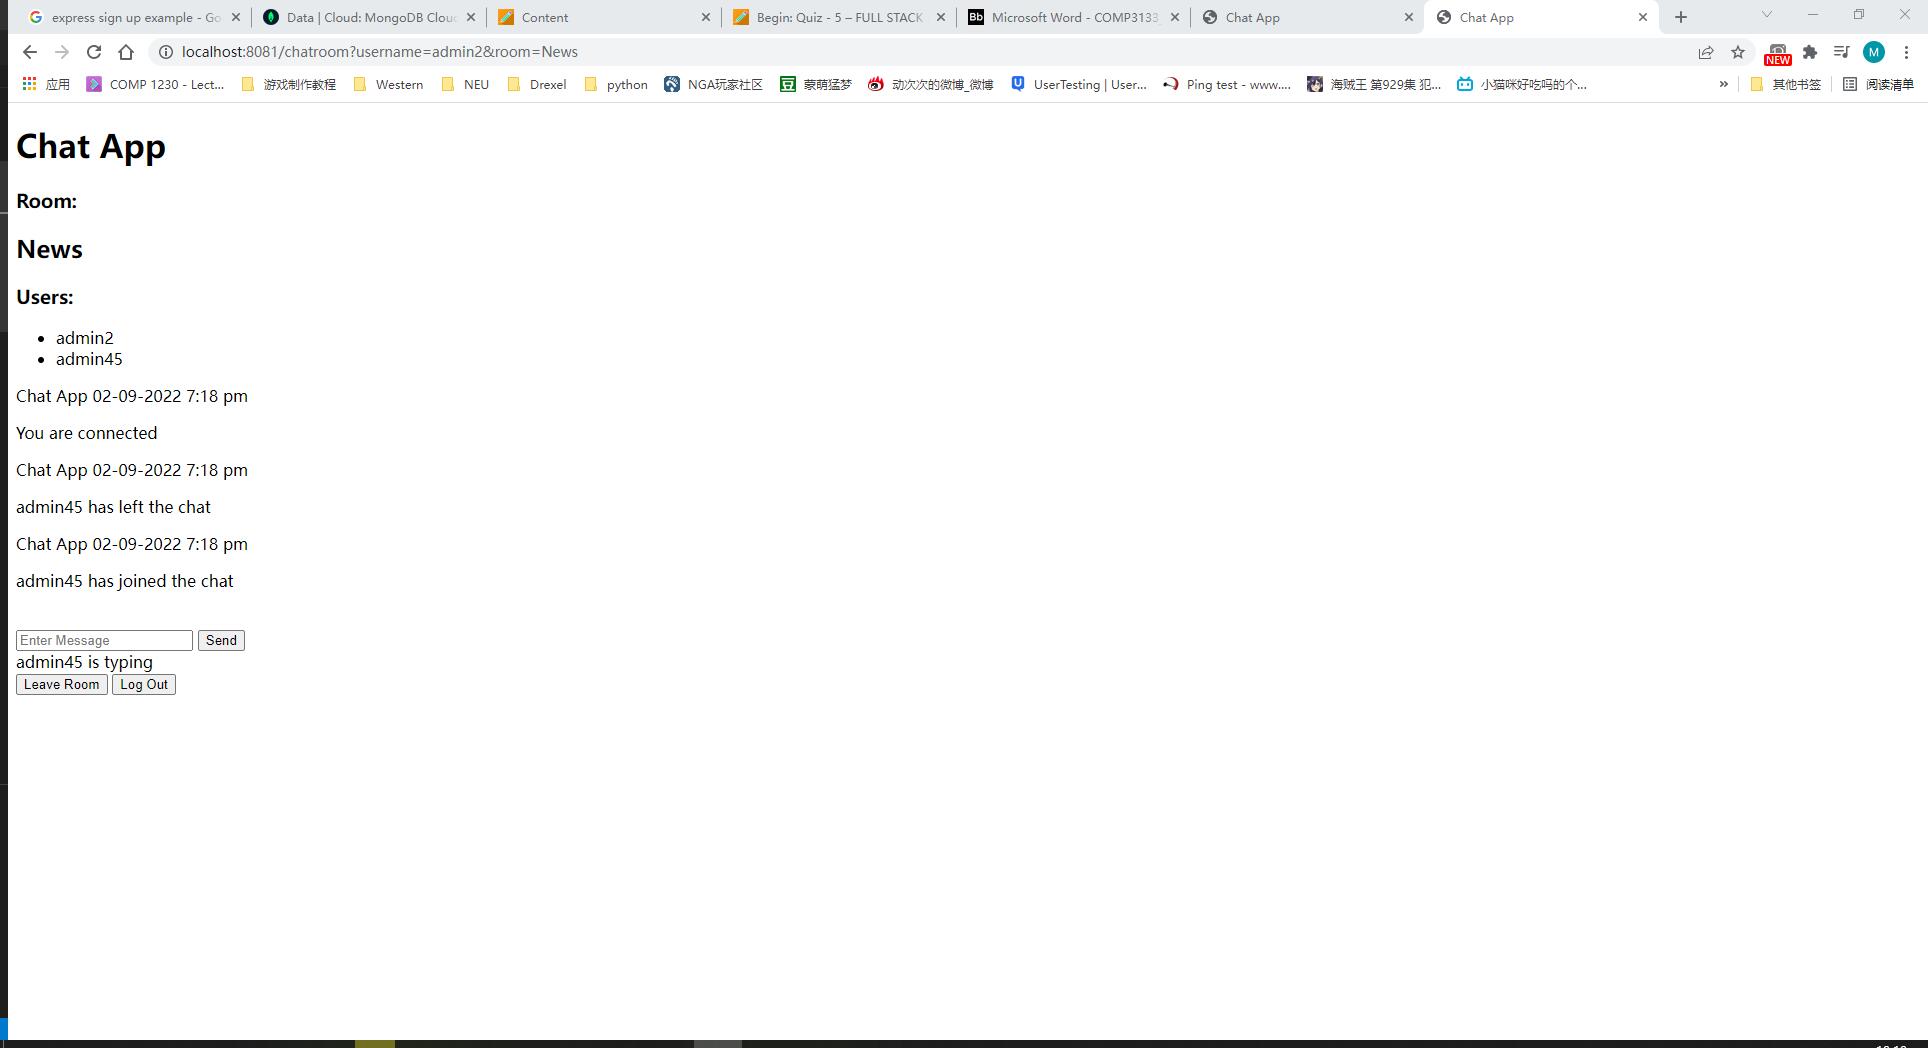 express sign up example - Go
Data | Cloud: MongoDB Cloud
Content
Begin: Quiz - 5 – FULL STACK
Bb Microsoft Word - COMP3133_
Chat App
Chat App
localhost:8081/chatroom?username=admin2&room=News
NEW
M
应用
COMP 1230 - Lect...
游戏制作教程
Western
NEU
Drexel
python
NGA玩家社区
豆 蒙萌猛梦
动次次的微博_微博
UserTesting | User...
Ping test - www....
海贼王 第929集 犯...
小猫咪好吃吗的个...
»
其他书签
阅读清单
Chat App
Room:
News
Users:
• admin2
• admin45
Chat App 02-09-2022 7:18 pm
You are connected
Chat App 02-09-2022 7:18 pm
admin45 has left the chat
Chat App 02-09-2022 7:18 pm
admin45 has joined the chat
Enter Message Send
admin45 is typing
Leave Room Log Out